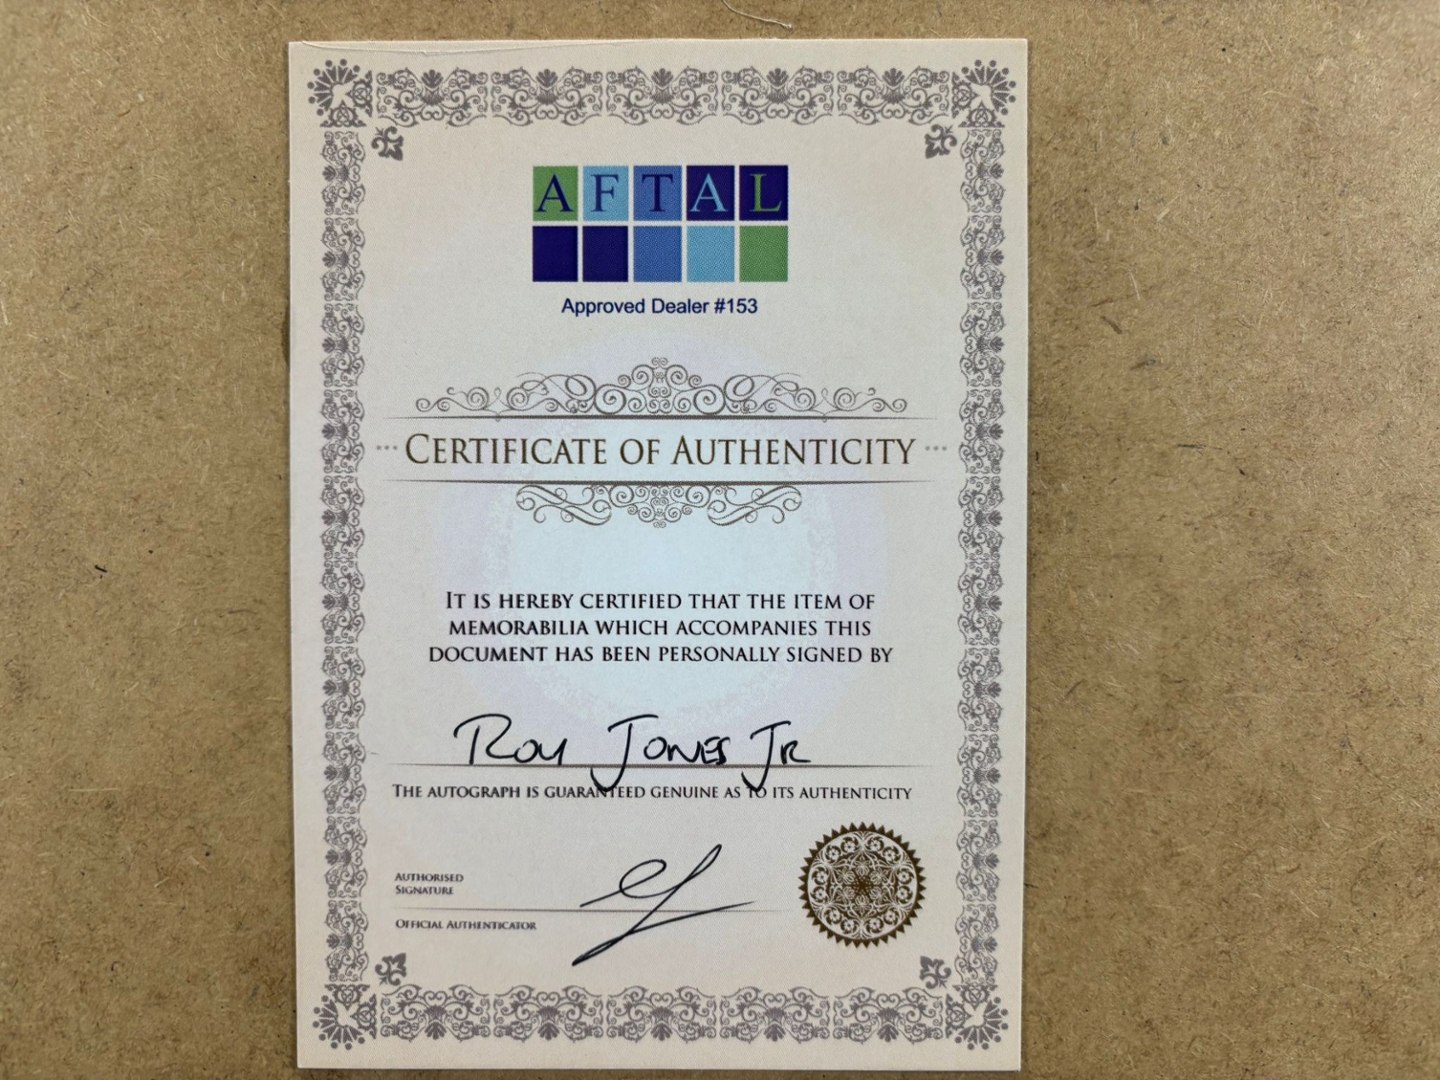 AFTAL
Approved Dealer #153
CERTIFICATE OF AUTHENTICITY
IT IS HEREBY CERTIFIED THAT THE ITEM OF
MEMORABILIA WHICH ACCOMPANIES THIS
DOCUMENT HAS BEEN PERSONALLY SIGNED BY
ROY JONES JR
THE AUTOGRAPH IS GUARANTEED GENUINE AS TO ITS AUTHENTICITY
AUTHORISED
SIGNATURE
OFFICIAL AUTHENTICATOR